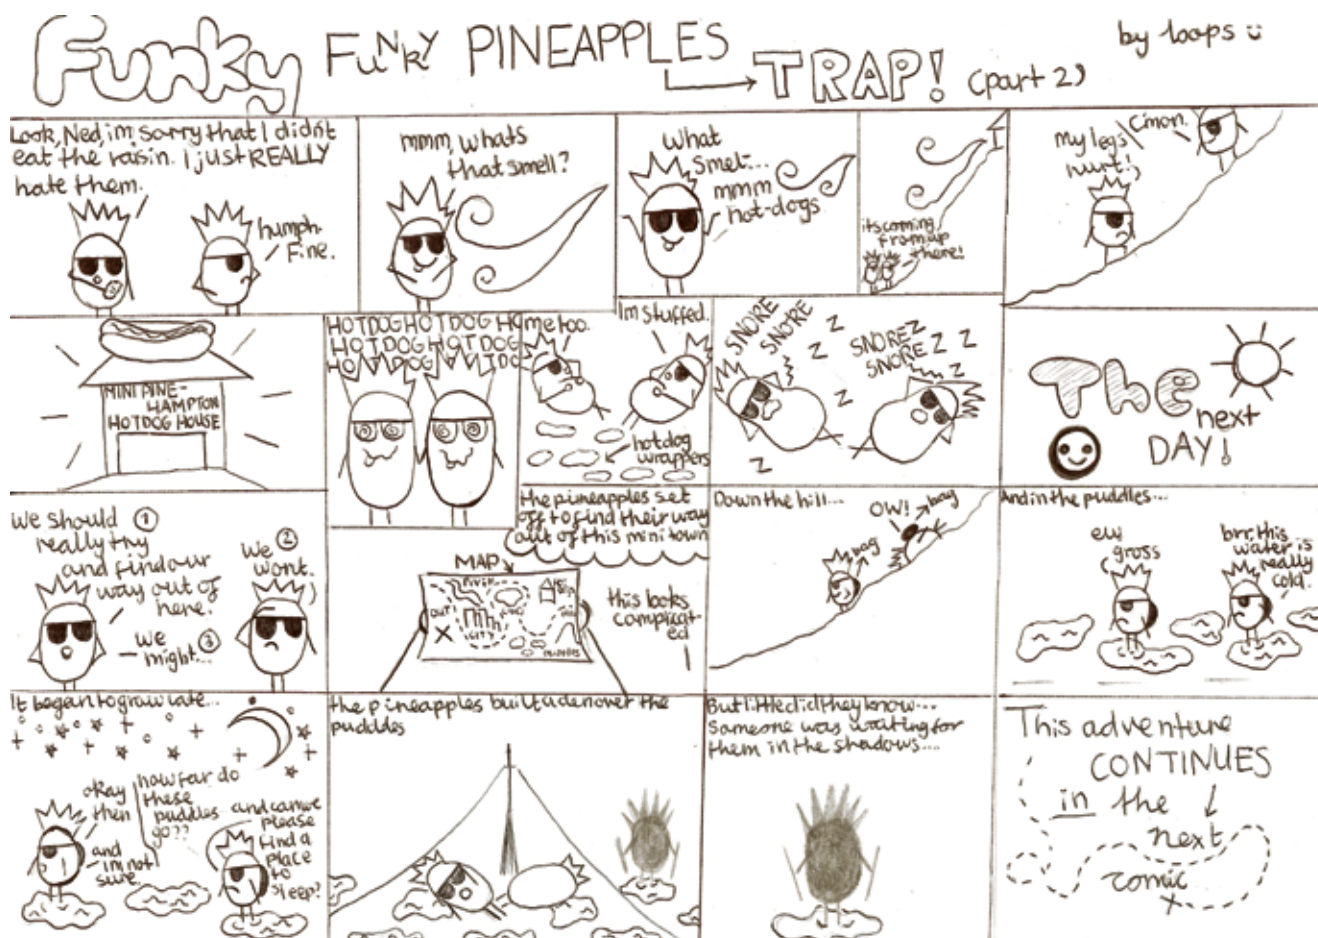 Funky FUNKY PINEAPPLES
TRAP! (part 2)
by loops
Look, Ned, im sorry that I didn't
eat the raisin. I just REALLY
hate them.
humph.
Fine.
mmm, whats
that smell?
What
smel-...
mmm
hot-dogs
its coming
from up
there!
My legs
hurt!
C'mon.
MINI PINE-
HAMPTON
HOTDOG HOUSE
HOTDOG HOTDOG HO
HOTDOG HOTDOG
HOTDOG
me too.
Im stuffed.
hotdog
wrappers
SNORE
SNORE
Z
Z
Z
SNORE Z
SNORE Z Z
Z
The
next
DAY!
We should 1
really try
and find our
way out of
here.
We 2
wont.
We 3
might...
the pineapples set
off to find their way
out of this mini town
MAP
OUT!
X
CITY
PUDDLES
this looks
complicat-
ed
Down the hill...
OW!
bag
bag
And in the puddles...
ew
gross
brr, this
water is
really
cold.
It began to grow late...
okay
then
how far do
these
puddles
go??
and
im not
sure.
and can we
please
find a
place
to
sleep?
the pineapples built a den over the
puddles
But little did they know...
Someone was waiting for
them in the shadows...
This adventure
CONTINUES
in the
next
comic
X